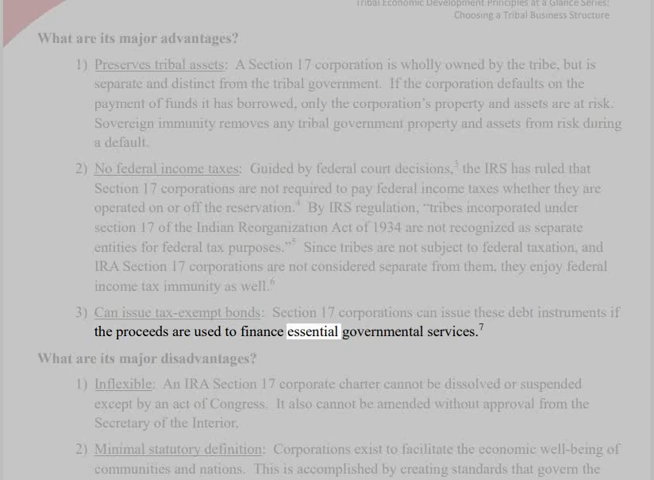 Tribal Economic Development Principles at a Glance Series:
Choosing a Tribal Business Structure
What are its major advantages?
1) Preserves tribal assets: A Section 17 corporation is wholly owned by the tribe, but is
separate and distinct from the tribal government. If the corporation defaults on the
payment of funds it has borrowed, only the corporation's property and assets are at risk.
Sovereign immunity removes any tribal government property and assets from risk during
a default.
2) No federal income taxes: Guided by federal court decisions,3 the IRS has ruled that
Section 17 corporations are not required to pay federal income taxes whether they are
operated on or off the reservation.4 By IRS regulation, “tribes incorporated under
section 17 of the Indian Reorganization Act of 1934 are not recognized as separate
entities for federal tax purposes.”5 Since tribes are not subject to federal taxation, and
IRA Section 17 corporations are not considered separate from them, they enjoy federal
income tax immunity as well.6
3) Can issue tax-exempt bonds: Section 17 corporations can issue these debt instruments if
the proceeds are used to finance essential governmental services.7
What are its major disadvantages?
1) Inflexible: An IRA Section 17 corporate charter cannot be dissolved or suspended
except by an act of Congress. It also cannot be amended without approval from the
Secretary of the Interior.
2) Minimal statutory definition: Corporations exist to facilitate the economic well-being of
communities and nations. This is accomplished by creating standards that govern the